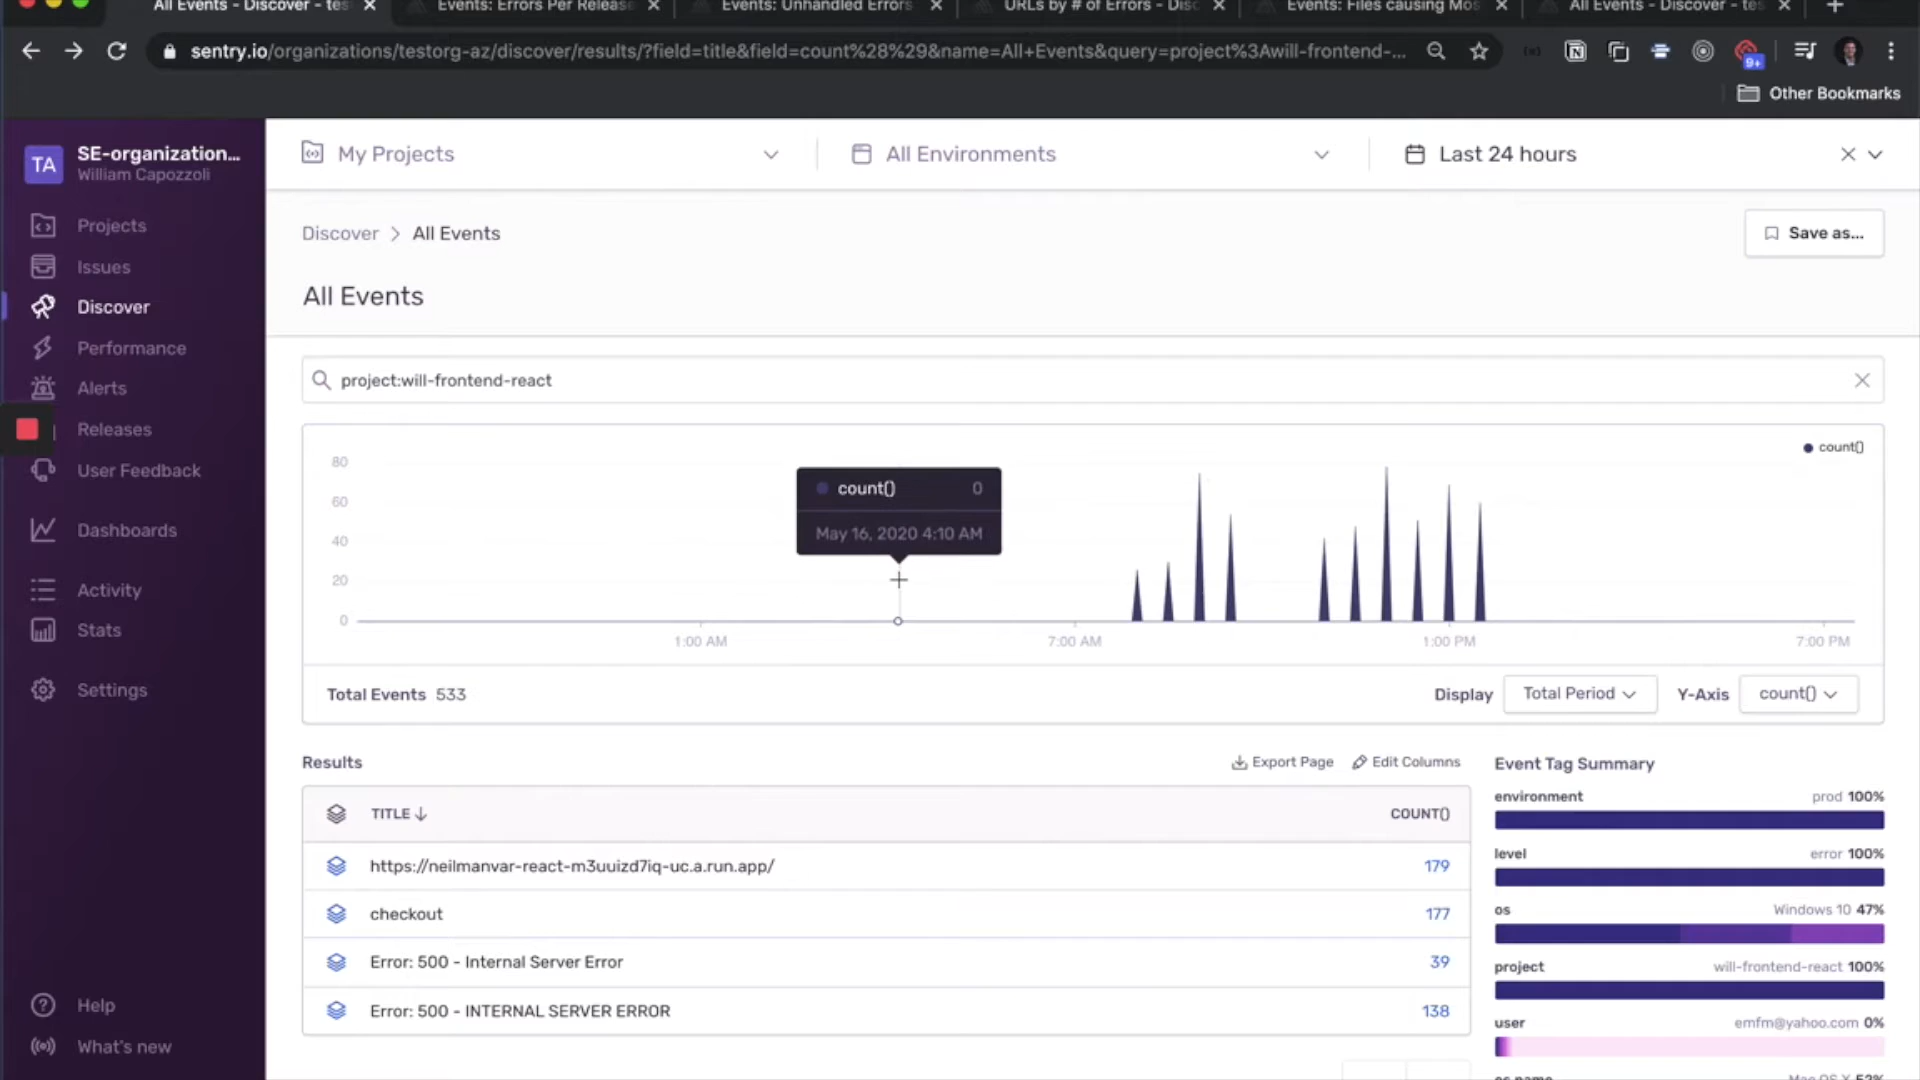 All Events - Discover - tes
Events: Errors Per Release
Events: Unhandled Errors
URLs by # of Errors - Disc
Events: Files causing Mos
All Events - Discover - tes
sentry.io/organizations/testorg-az/discover/results/?field=title&field=count%28%29&name=All+Events&query=project%3Awill-frontend-...
9+
Other Bookmarks
TA
SE-organization...
William Capozzoli
Projects
Issues
Discover
Performance
Alerts
Releases
User Feedback
Dashboards
Activity
Stats
Settings
Help
What's new
My Projects
All Environments
Last 24 hours
Discover > All Events
Save as...
All Events
project:will-frontend-react
count()
80
60
40
20
0
count() 0
May 16, 2020 4:10 AM
1:00 AM
7:00 AM
1:00 PM
7:00 PM
Total Events 533
Display Total Period
Y-Axis count()
Results
Export Page
Edit Columns
TITLE COUNT()
https://neilmanvar-react-m3uuizd7iq-uc.a.run.app/ 179
checkout 177
Error: 500 - Internal Server Error 39
Error: 500 - INTERNAL SERVER ERROR 138
Event Tag Summary
environment prod 100%
level error 100%
os Windows 10 47%
project will-frontend-react 100%
user emfm@yahoo.com 0%
os.name Mac OS X 52%